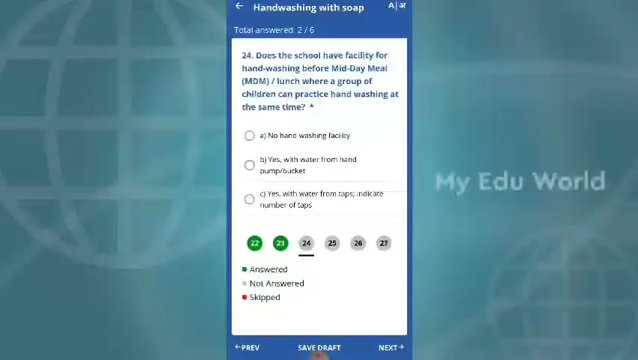 Handwashing with soap
A|अ
Total answered: 2 / 6
24. Does the school have facility for
hand-washing before Mid-Day Meal
(MDM) / lunch where a group of
children can practice hand washing at
the same time? *
a) No hand washing facility
b) Yes, with water from hand
pump/bucket
c) Yes, with water from taps; indicate
number of taps
22 23 24 25 26 27
Answered
Not Answered
Skipped
PREV SAVE DRAFT NEXT
My Edu World